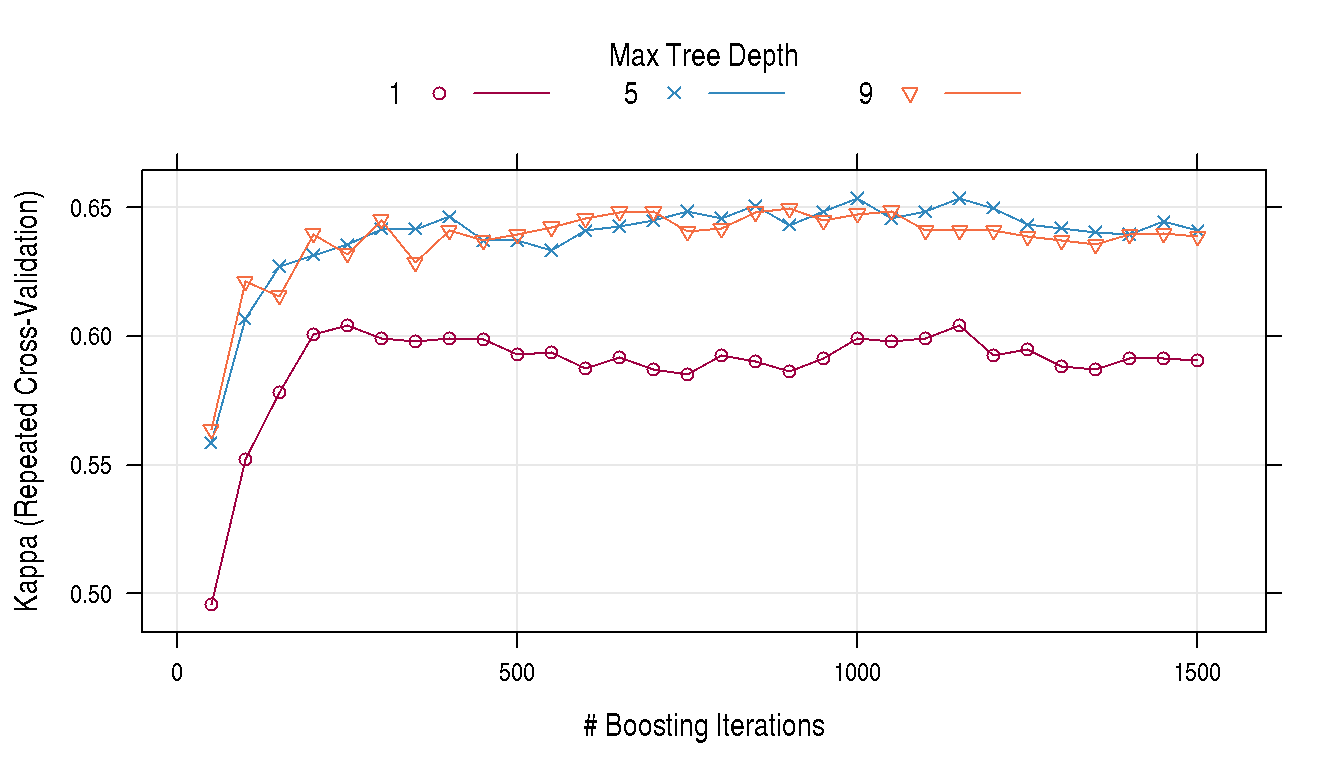 Max Tree Depth
1 5 9
Kappa (Repeated Cross-Validation)
0.65
0.60
0.55
0.50
0 500 1000 1500
# Boosting Iterations